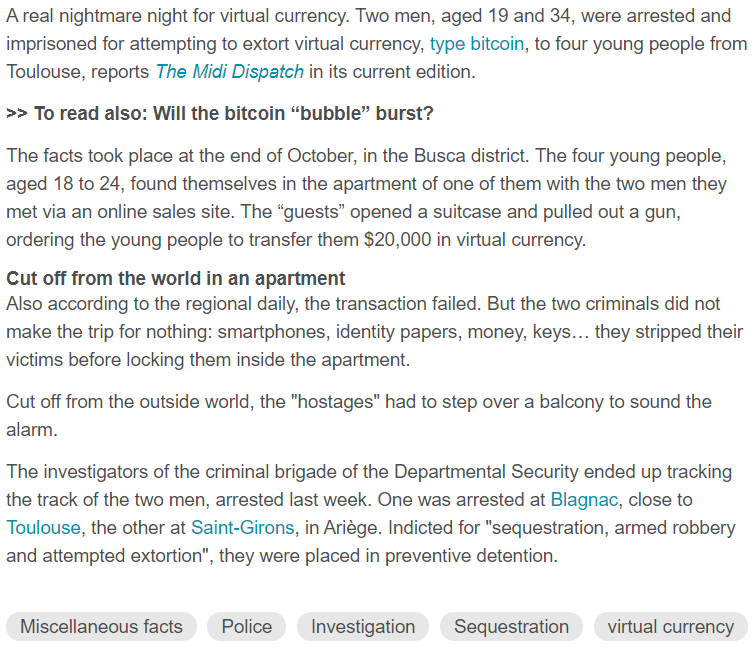 A real nightmare night for virtual currency. Two men, aged 19 and 34, were arrested and
imprisoned for attempting to extort virtual currency, type bitcoin, to four young people from
Toulouse, reports The Midi Dispatch in its current edition.
>> To read also: Will the bitcoin “bubble” burst?
The facts took place at the end of October, in the Busca district. The four young people,
aged 18 to 24, found themselves in the apartment of one of them with the two men they
met via an online sales site. The “guests” opened a suitcase and pulled out a gun,
ordering the young people to transfer them $20,000 in virtual currency.
Cut off from the world in an apartment
Also according to the regional daily, the transaction failed. But the two criminals did not
make the trip for nothing: smartphones, identity papers, money, keys… they stripped their
victims before locking them inside the apartment.
Cut off from the outside world, the "hostages" had to step over a balcony to sound the
alarm.
The investigators of the criminal brigade of the Departmental Security ended up tracking
the track of the two men, arrested last week. One was arrested at Blagnac, close to
Toulouse, the other at Saint-Girons, in Ariège. Indicted for "sequestration, armed robbery
and attempted extortion", they were placed in preventive detention.
Miscellaneous facts Police Investigation Sequestration virtual currency